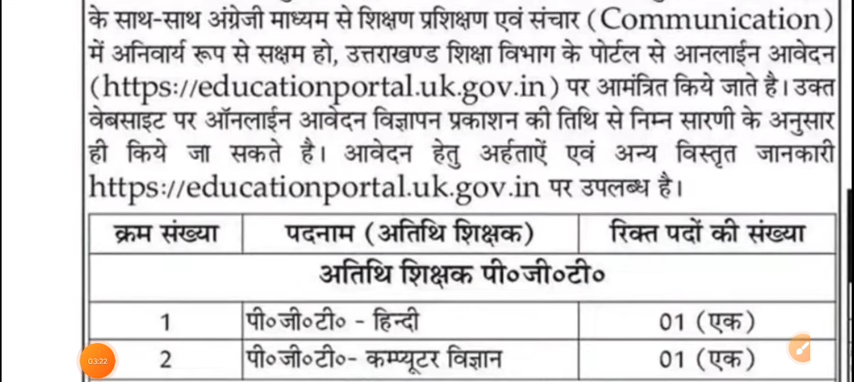 के साथ-साथ अंग्रेजी माध्यम से शिक्षण प्रशिक्षण एवं संचार (Communication)
में अनिवार्य रूप से सक्षम हो, उत्तराखण्ड शिक्षा विभाग के पोर्टल से आनलाईन आवेदन
(https://educationportal.uk.gov.in) पर आमंत्रित किये जाते है। उक्त
वेबसाइट पर ऑनलाईन आवेदन विज्ञापन प्रकाशन की तिथि से निम्न सारणी के अनुसार
ही किये जा सकते है। आवेदन हेतु अर्हताऐं एवं अन्य विस्तृत जानकारी
https://educationportal.uk.gov.in पर उपलब्ध है।
क्रम संख्या पदनाम (अतिथि शिक्षक) रिक्त पदों की संख्या
अतिथि शिक्षक पी०जी०टी०
1 पी०जी०टी० - हिन्दी 01 (एक)
2 पी०जी०टी०- कम्प्यूटर विज्ञान 01 (एक)
03:22